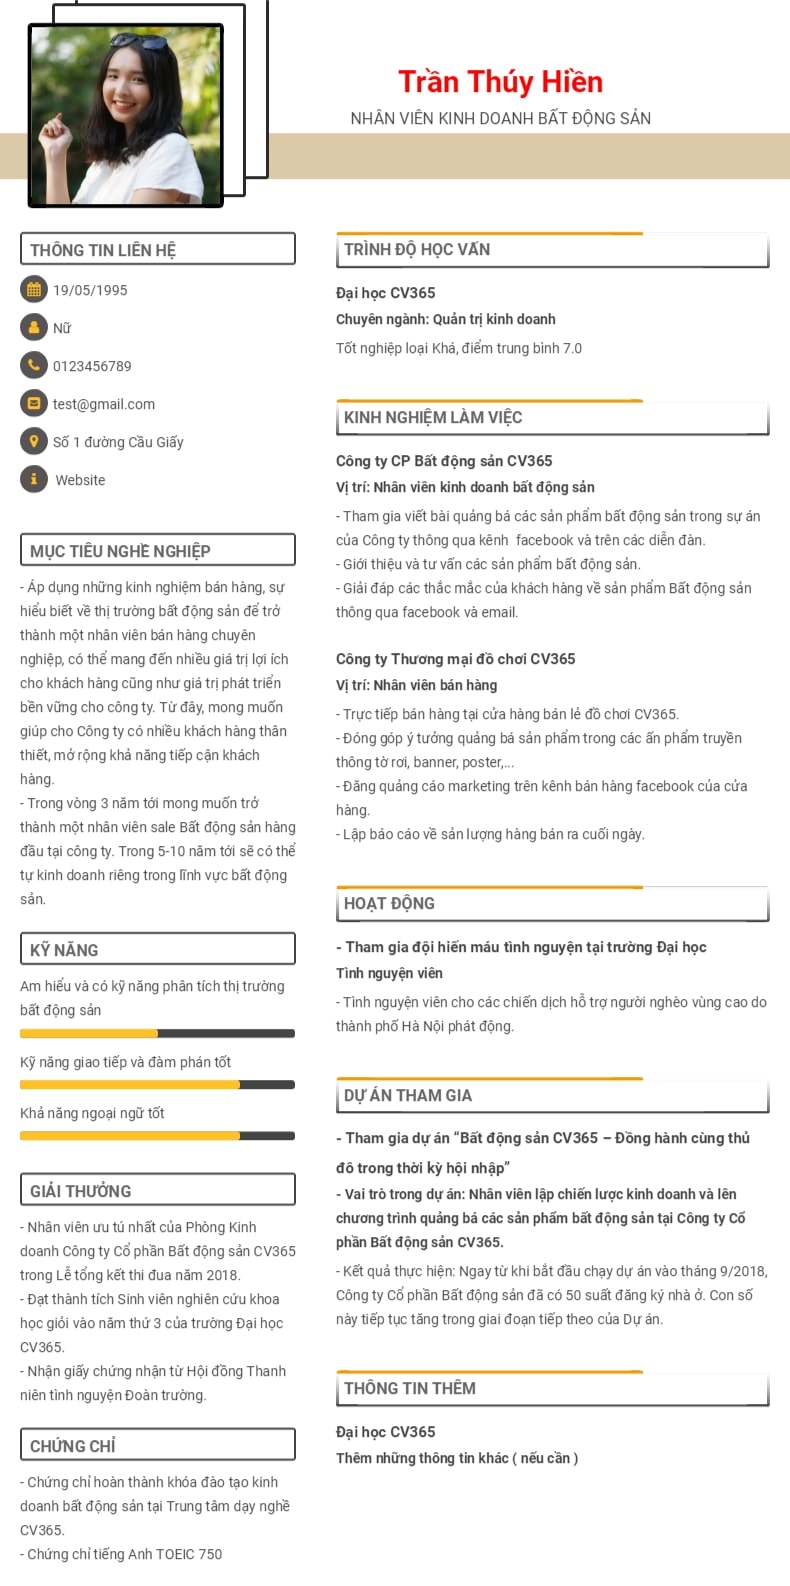 Trần Thúy Hiền
NHÂN VIÊN KINH DOANH BẤT ĐỘNG SẢN
THÔNG TIN LIÊN HỆ
19/05/1995
Nữ
0123456789
test@gmail.com
Số 1 đường Cầu Giấy
Website
MỤC TIÊU NGHỀ NGHIỆP
- Áp dụng những kinh nghiệm bán hàng, sự
hiểu biết về thị trường bất động sản để trở
thành một nhân viên bán hàng chuyên
nghiệp, có thể mang đến nhiều giá trị lợi ích
cho khách hàng cũng như giá trị phát triển
bền vững cho công ty. Từ đây, mong muốn
giúp cho Công ty có nhiều khách hàng thân
thiết, mở rộng khả năng tiếp cận khách
hàng.
- Trong vòng 3 năm tới mong muốn trở
thành một nhân viên sale Bất động sản hàng
đầu tại công ty. Trong 5-10 năm tới sẽ có thể
tự kinh doanh riêng trong lĩnh vực bất động
sản.
KỸ NĂNG
Am hiểu và có kỹ năng phân tích thị trường
bất động sản
Kỹ năng giao tiếp và đàm phán tốt
Khả năng ngoại ngữ tốt
GIẢI THƯỞNG
- Nhân viên ưu tú nhất của Phòng Kinh
doanh Công ty Cổ phần Bất động sản CV365
trong Lễ tổng kết thi đua năm 2018.
- Đạt thành tích Sinh viên nghiên cứu khoa
học giỏi vào năm thứ 3 của trường Đại học
CV365.
- Nhận giấy chứng nhận từ Hội đồng Thanh
niên tình nguyện Đoàn trường.
CHỨNG CHỈ
- Chứng chỉ hoàn thành khóa đào tạo kinh
doanh bất động sản tại Trung tâm dạy nghề
CV365.
- Chứng chỉ tiếng Anh TOEIC 750
TRÌNH ĐỘ HỌC VẤN
Đại học CV365
Chuyên ngành: Quản trị kinh doanh
Tốt nghiệp loại Khá, điểm trung bình 7.0
KINH NGHIỆM LÀM VIỆC
Công ty CP Bất động sản CV365
Vị trí: Nhân viên kinh doanh bất động sản
- Tham gia viết bài quảng bá các sản phẩm bất động sản trong sự án
của Công ty thông qua kênh facebook và trên các diễn đàn.
- Giới thiệu và tư vấn các sản phẩm bất động sản.
- Giải đáp các thắc mắc của khách hàng về sản phẩm Bất động sản
thông qua facebook và email.
Công ty Thương mại đồ chơi CV365
Vị trí: Nhân viên bán hàng
- Trực tiếp bán hàng tại cửa hàng bán lẻ đồ chơi CV365.
- Đóng góp ý tưởng quảng bá sản phẩm trong các ấn phẩm truyền
thông tờ rơi, banner, poster,...
- Đăng quảng cáo marketing trên kênh bán hàng facebook của cửa
hàng.
- Lập báo cáo về sản lượng hàng bán ra cuối ngày.
HOẠT ĐỘNG
- Tham gia đội hiến máu tình nguyện tại trường Đại học
Tình nguyện viên
- Tình nguyện viên cho các chiến dịch hỗ trợ người nghèo vùng cao do
thành phố Hà Nội phát động.
DỰ ÁN THAM GIA
- Tham gia dự án “Bất động sản CV365 – Đồng hành cùng thủ
đô trong thời kỳ hội nhập”
- Vai trò trong dự án: Nhân viên lập chiến lược kinh doanh và lên
chương trình quảng bá các sản phẩm bất động sản tại Công ty Cổ
phần Bất động sản CV365.
- Kết quả thực hiện: Ngay từ khi bắt đầu chạy dự án vào tháng 9/2018,
Công ty Cổ phần Bất động sản đã có 50 suất đăng ký nhà ở. Con số
này tiếp tục tăng trong giai đoạn tiếp theo của Dự án.
THÔNG TIN THÊM
Đại học CV365
Thêm những thông tin khác ( nếu cần )